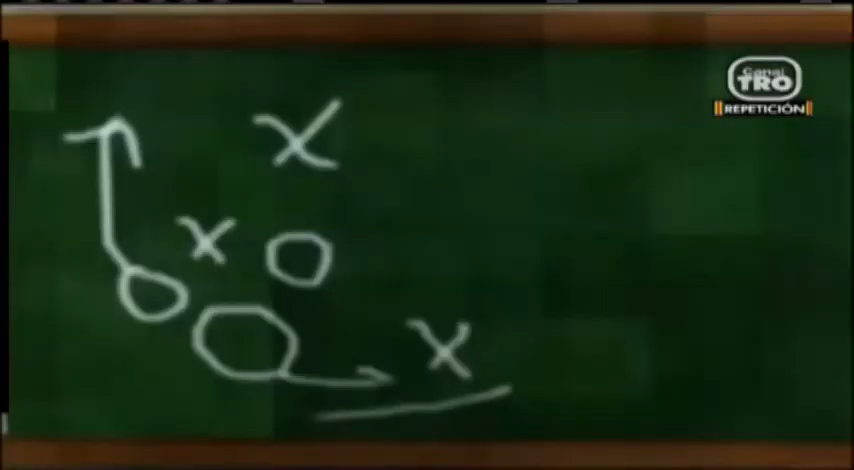 Canal
TRO
REPETICIÓN
X
X
X